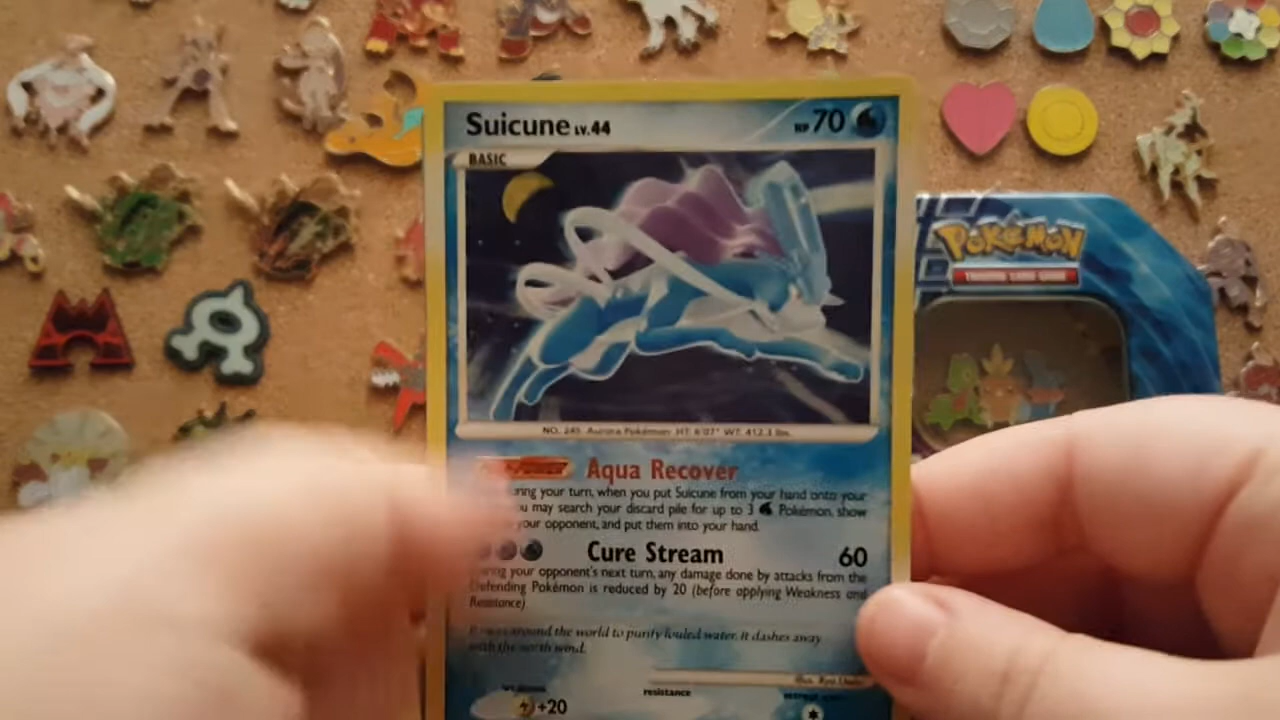 Suicune LV.44 HP 70
BASIC
POKéMON
TRADING CARD GAME
NO. 245 Aurora Pokémon HT: 6'07" WT: 412.3 lbs.
Aqua Recover
your turn, when you put Suicune from your hand onto your
you may search your discard pile for up to 3 Pokémon, show
your opponent, and put them into your hand.
Cure Stream 60
your opponent's next turn, any damage done by attacks from the
Defending Pokémon is reduced by 20 (before applying Weakness and
Resistance).
around the world to purify fouled water. It dashes away
with the north wind.
Illus.
weakness resistance retreat cost
+20